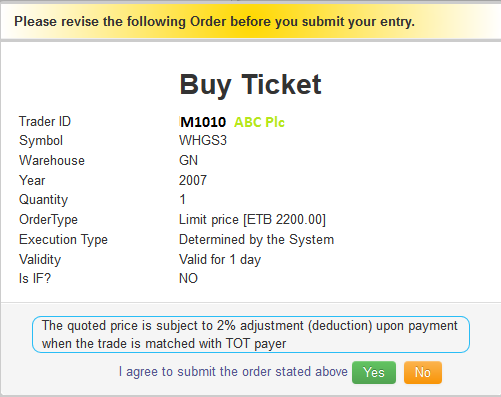 Please revise the following Order before you submit your entry.
Buy Ticket
Trader ID M1010 ABC Plc
Symbol WHGS3
Warehouse GN
Year 2007
Quantity 1
OrderType Limit price [ETB 2200.00]
Execution Type Determined by the System
Validity Valid for 1 day
Is IF? NO
The quoted price is subject to 2% adjustment (deduction) upon payment
when the trade is matched with TOT payer
I agree to submit the order stated above Yes No